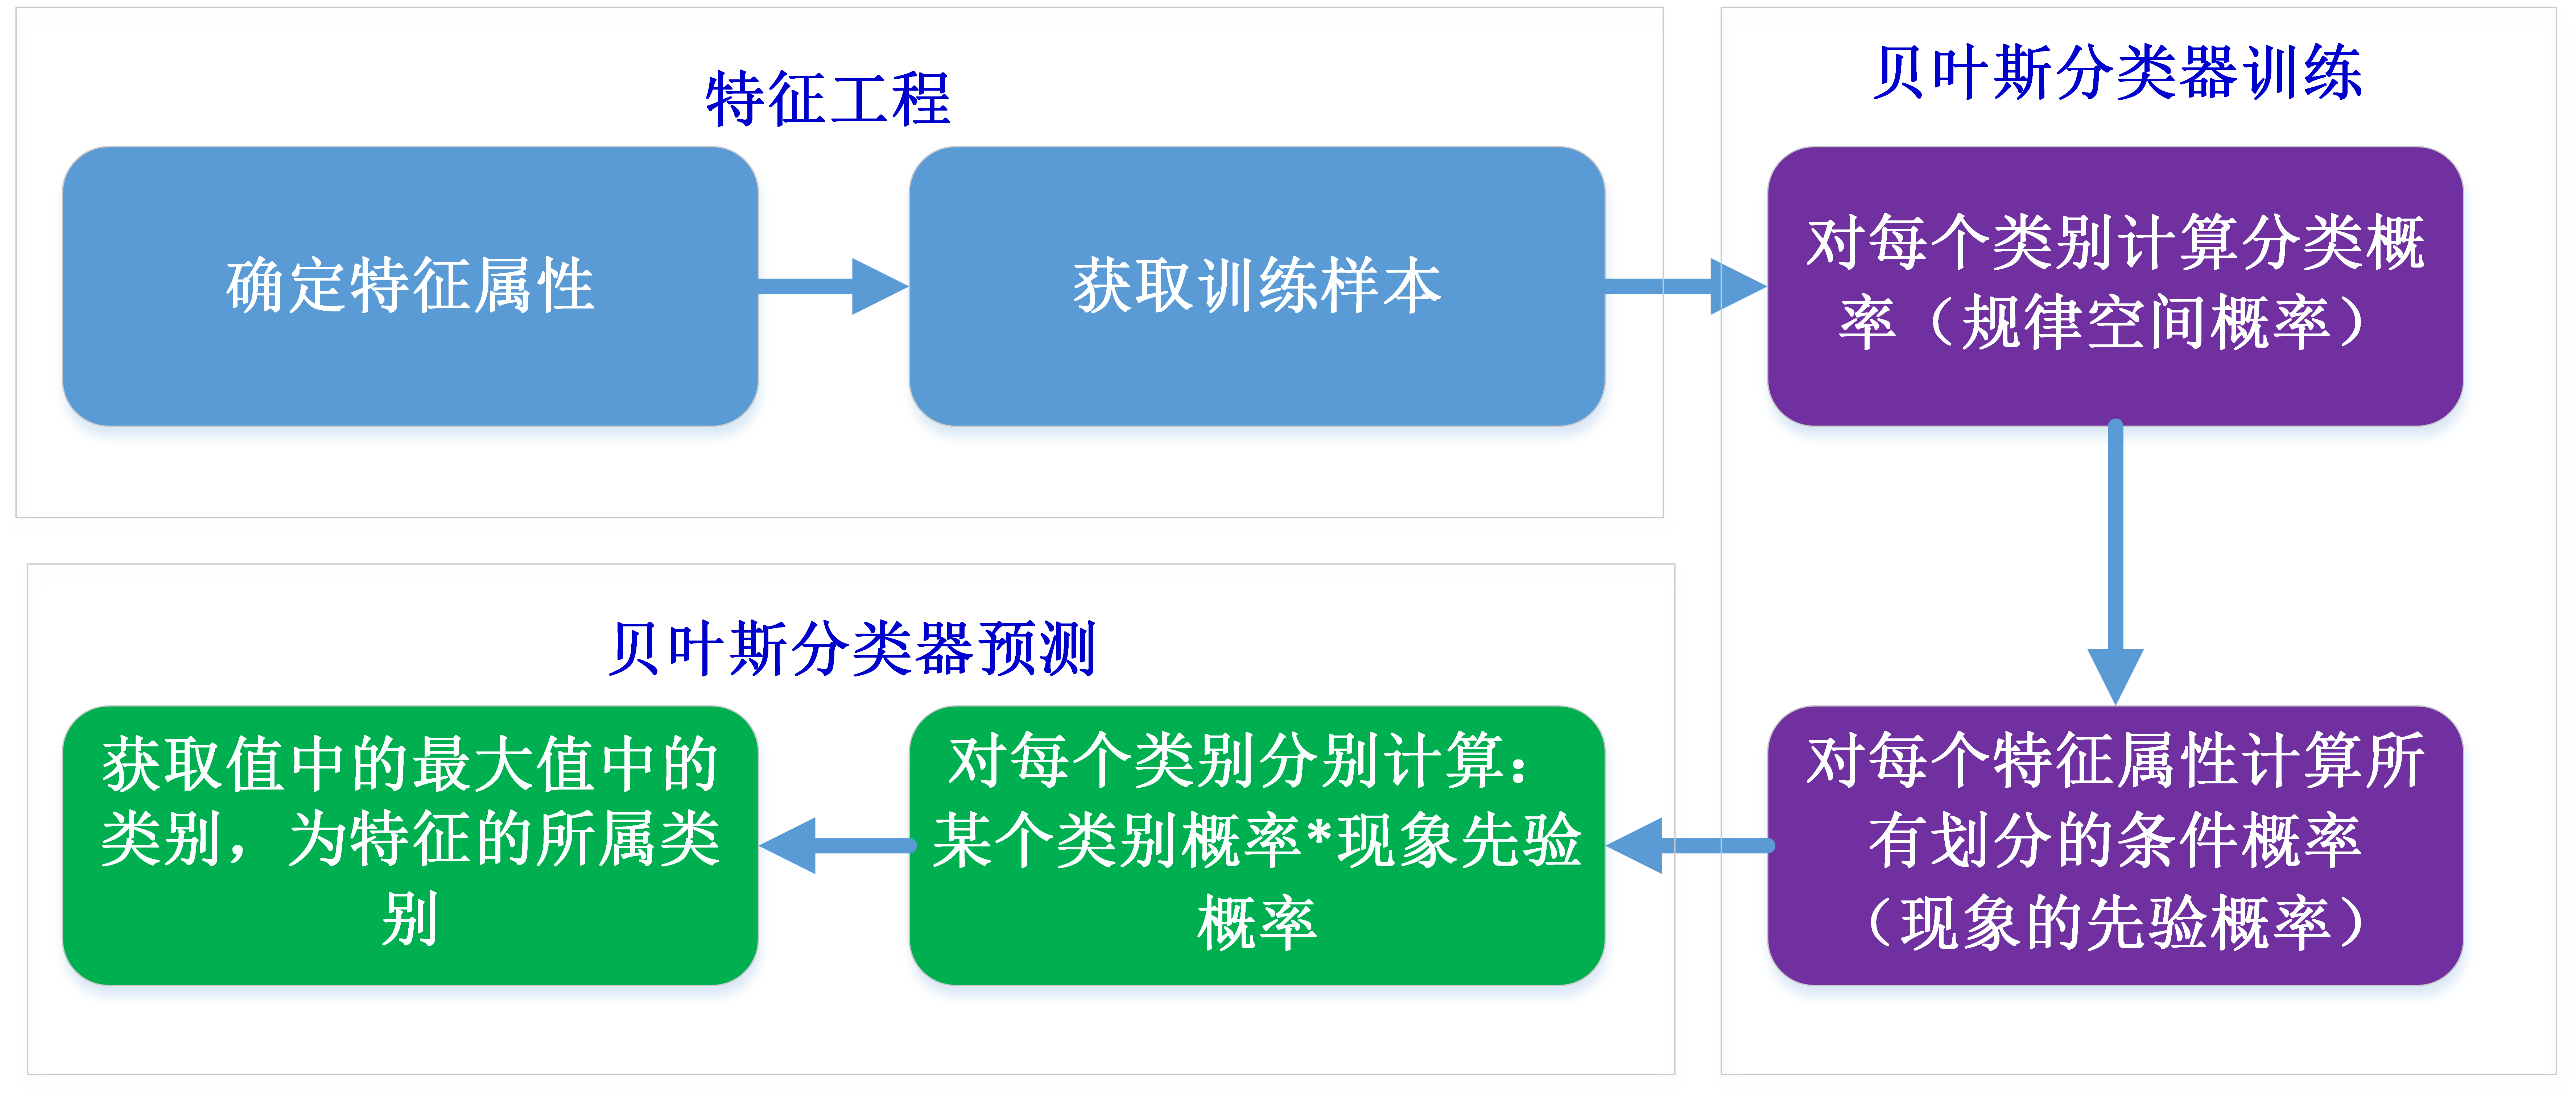 特征工程
确定特征属性
获取训练样本
贝叶斯分类器训练
对每个类别计算分类概
率（规律空间概率）
对每个特征属性计算所
有划分的条件概率
（现象的先验概率）
贝叶斯分类器预测
对每个类别分别计算：
某个类别概率*现象先验
概率
获取值中的最大值中的
类别，为特征的所属类
别